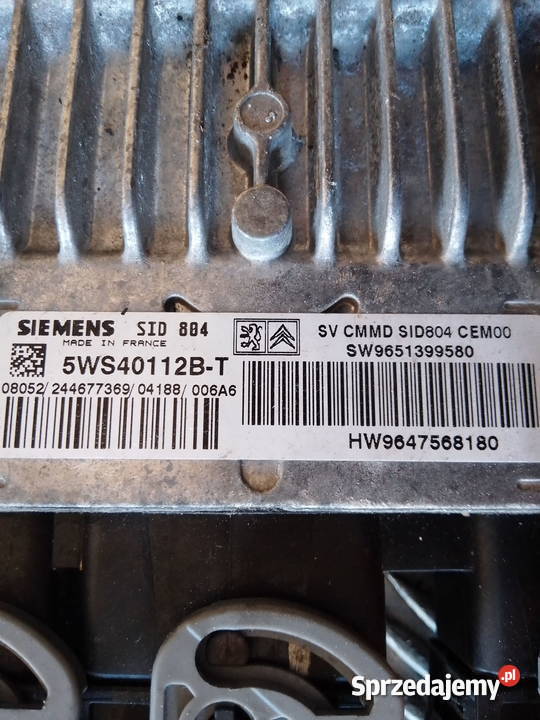 SIEMENS SID 804
MADE IN FRANCE
5WS40112B-T
08052/244677369/04188/006A6
SV CMMD SID804 CEM00
SW9651399580
HW9647568180
Sprzedajemy.pl